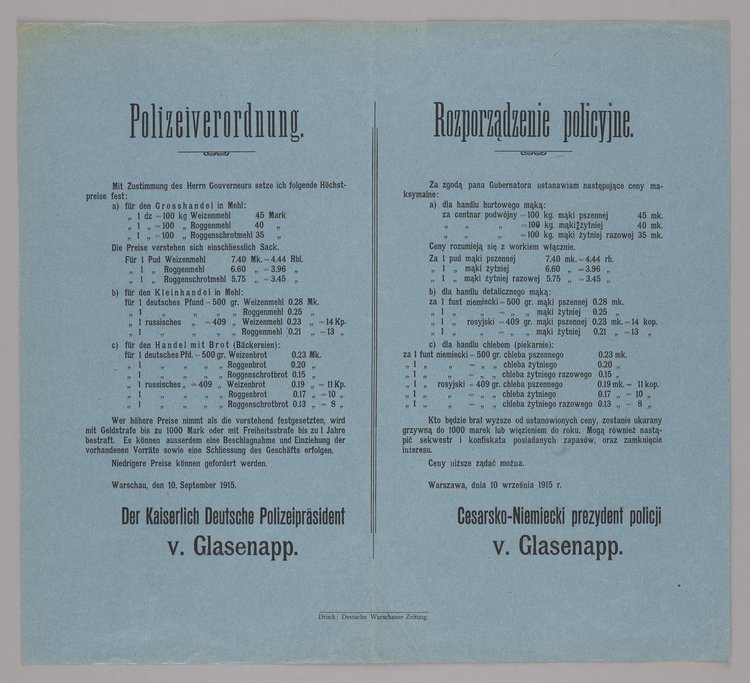 Polizeiverordnung.
Mit Zustimmung des Herrn Gouverneurs setze ich folgende Höchst-
preise fest:
a) für den Grosshandel in Mehl:
„ 1 dz = 100 kg Weizenmehl 45 Mark
„ 1 „ = 100 „ Roggenmehl 40 „
„ 1 „ = 100 „ Roggenschrotmehl 35 „
Die Preise verstehen sich einschliesslich Sack.
Für 1 Pud Weizenmehl 7.40 Mk. = 4.44 Rbl.
„ 1 „ Roggenmehl 6.60 „ = 3.96 „
„ 1 „ Roggenschrotmehl 5.75 „ = 3.45 „
b) für den Kleinhandel in Mehl:
für 1 deutsches Pfund = 500 gr. Weizenmehl 0.28 Mk.
„ 1 „ „ „ „ Roggenmehl 0.25 „
„ 1 russisches „ = 409 „ Weizenmehl 0.23 „ = 14 Kp.
„ 1 „ „ „ „ Roggenmehl 0.21 „ = 13 „
c) für den Handel mit Brot (Bäckereien):
für 1 deutsches Pfd. = 500 gr. Weizenbrot 0.23 Mk.
„ 1 „ „ „ „ Roggenbrot 0.20 „
„ 1 „ „ „ „ Roggenschrotbrot 0.15 „
„ 1 russisches „ = 409 „ Weizenbrot 0.19 „ = 11 Kp.
„ 1 „ „ „ „ Roggenbrot 0.17 „ = 10 „
„ 1 „ „ „ „ Roggenschrotbrot 0.13 „ = 8 „
Wer höhere Preise nimmt als die vorstehend festgesetzten, wird
mit Geldstrafe bis zu 1000 Mark oder mit Freiheitsstrafe bis zu 1 Jahre
bestraft. Es können ausserdem eine Beschlagnahme und Einziehung der
vorhandenen Vorräte sowie eine Schliessung des Geschäfts erfolgen.
Niedrigere Preise können gefordert werden.
Warschau, den 10. September 1915.
Der Kaiserlich Deutsche Polizeipräsident
v. Glasenapp.
Rozporządzenie policyjne.
Za zgodą pana Gubernatora ustanawiam następujące ceny ma-
ksymalne:
a) dla handlu hurtowego mąką:
za centnar podwójny = 100 kg. mąki pszennej 45 mk.
„ „ „ = 100 kg. mąki żytniej 40 mk.
„ „ „ = 100 kg. mąki żytniej razowej 35 mk.
Ceny rozumieją się z workiem włącznie.
Za 1 pud mąki pszennej 7.40 mk. = 4.44 rb.
„ 1 „ mąki żytniej 6.60 „ = 3.96 „
„ 1 „ mąki żytniej razowej 5.75 „ = 3.45 „
b) dla handlu detalicznego mąką:
za 1 funt niemiecki = 500 gr. mąki pszennej 0.28 mk.
„ 1 „ „ = „ „ mąki żytniej 0.25 „
„ 1 „ rosyjski = 409 gr. mąki pszennej 0.23 mk. = 14 kop.
„ 1 „ „ = „ „ mąki żytniej 0.21 „ = 13 „
c) dla handlu chlebem (piekarnie):
za 1 funt niemiecki = 500 gr. chleba pszennego 0.23 mk.
„ 1 „ „ = „ „ chleba żytniego 0.20 „
„ 1 „ „ = „ „ chleba żytniego razowego 0.15 „
„ 1 „ rosyjski = 409 gr. chleba pszennego 0.19 mk. = 11 kop.
„ 1 „ „ = „ „ chleba żytniego 0.17 „ = 10 „
„ 1 „ „ = „ „ chleba żytniego razowego 0.13 „ = 8 „
Kto będzie brał wyższe od ustanowionych ceny, zostanie ukarany
grzywną do 1000 marek lub więzieniem do roku. Mogą również nastą-
pić sekwestr i konfiskata posiadanych zapasów, oraz zamknięcie
interesu.
Ceny niższe żądać można.
Warszawa, dnia 10 września 1915 r.
Cesarsko-Niemiecki prezydent policji
v. Glasenapp.
Druck: Deutsche Warschauer Zeitung.